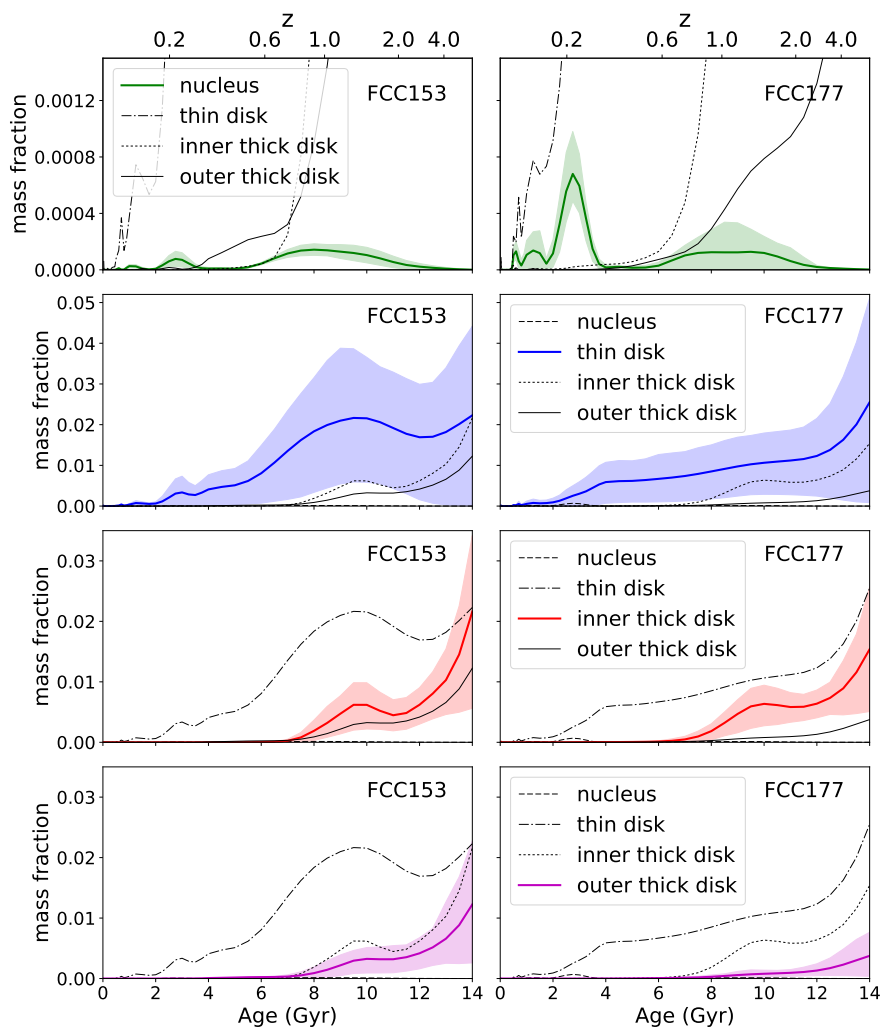 z z
0.2 0.6 1.0 2.0 4.0 0.2 0.6 1.0 2.0 4.0
FCC153 FCC177
nucleus
thin disk
inner thick disk
outer thick disk
mass fraction
0.0012
0.0008
0.0004
0.0000
FCC153 FCC177
nucleus
thin disk
inner thick disk
outer thick disk
mass fraction
0.05
0.04
0.03
0.02
0.01
0.00
FCC153 FCC177
nucleus
thin disk
inner thick disk
outer thick disk
mass fraction
0.03
0.02
0.01
0.00
FCC153 FCC177
nucleus
thin disk
inner thick disk
outer thick disk
mass fraction
0.03
0.02
0.01
0.00
0 2 4 6 8 10 12 14 0 2 4 6 8 10 12 14
Age (Gyr) Age (Gyr)